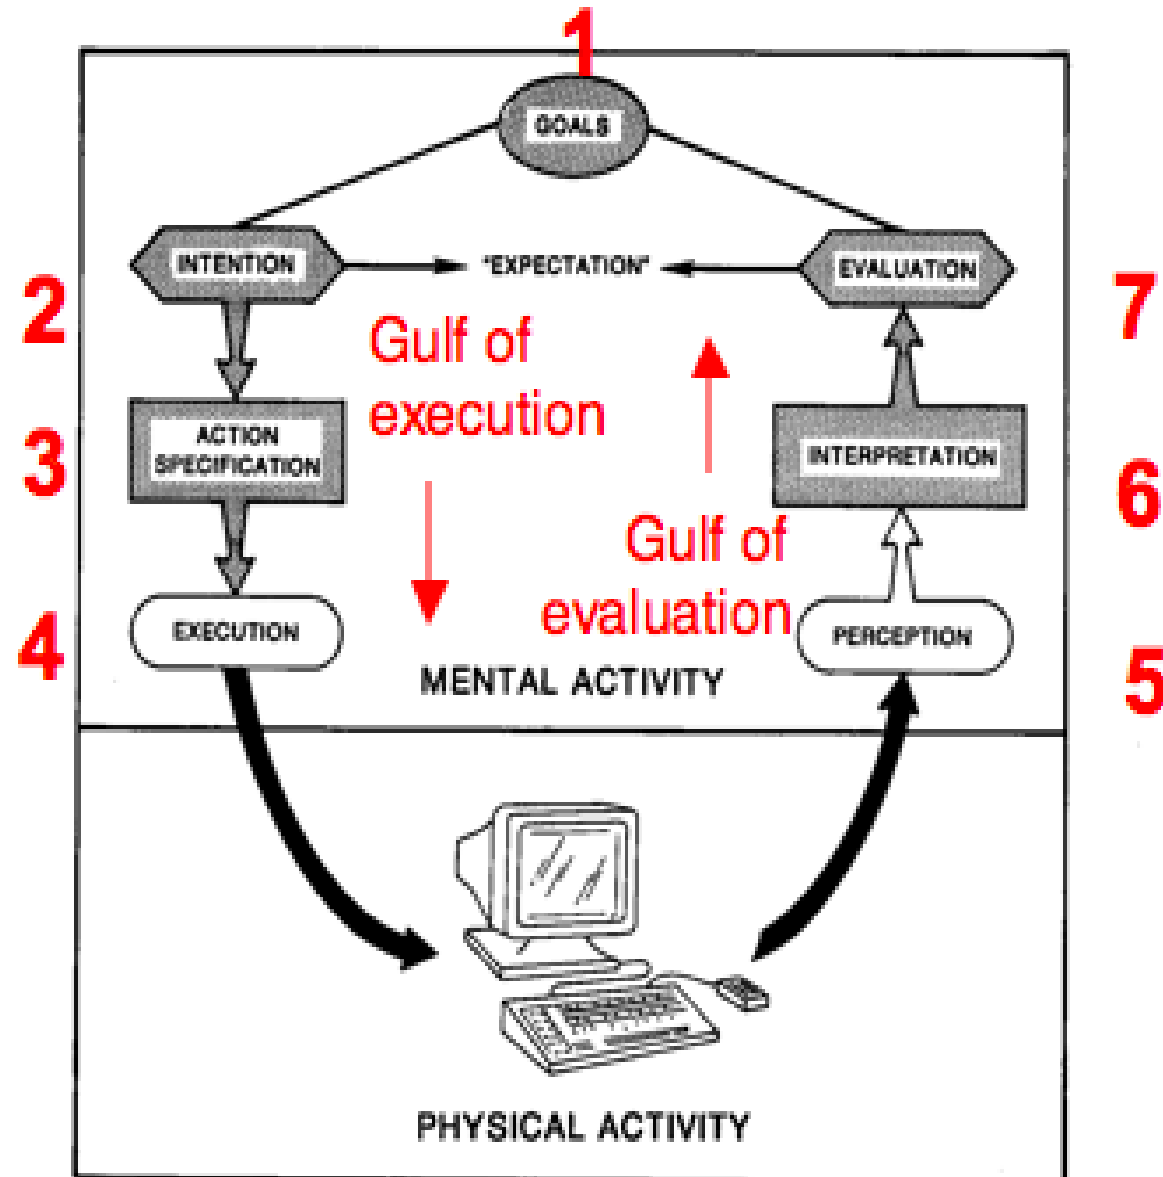 1
GOALS
INTENTION
"EXPECTATION"
EVALUATION
2
7
Gulf of
execution
3
ACTION
SPECIFICATION
INTERPRETATION
6
Gulf of
evaluation
4
EXECUTION
PERCEPTION
5
MENTAL ACTIVITY
PHYSICAL ACTIVITY